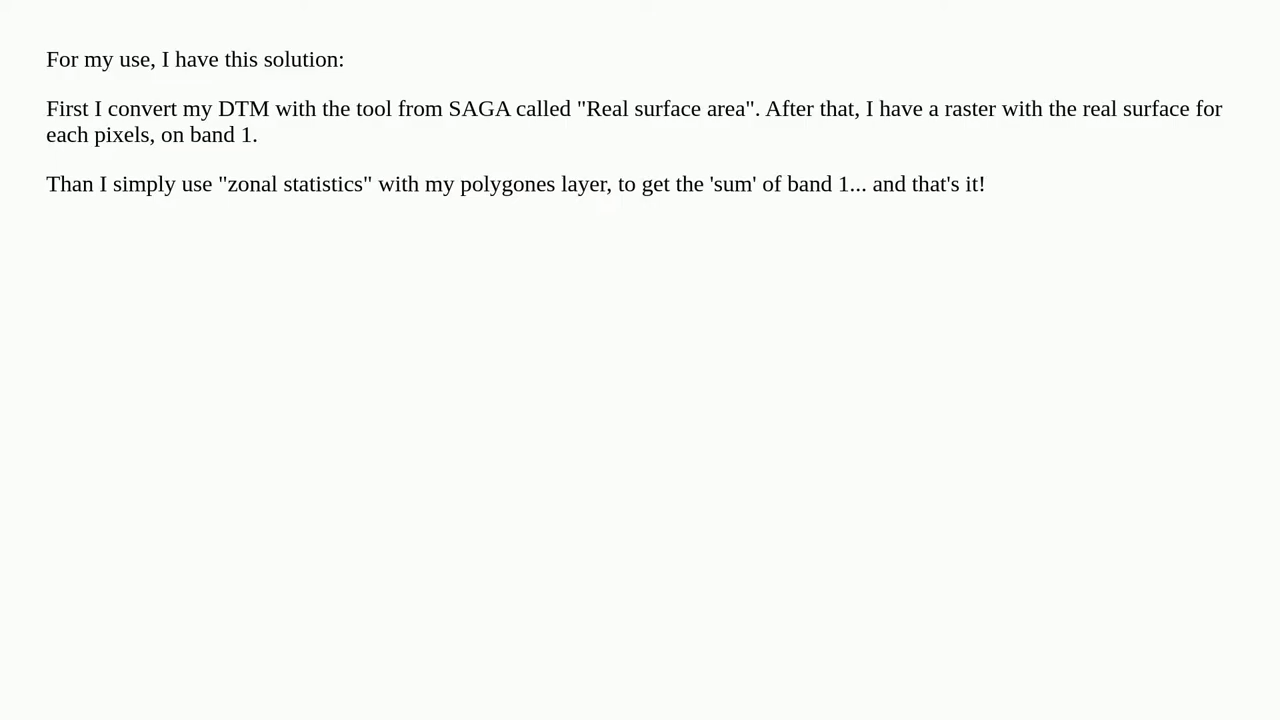 For my use, I have this solution:
First I convert my DTM with the tool from SAGA called "Real surface area". After that, I have a raster with the real surface for
each pixels, on band 1.
Than I simply use "zonal statistics" with my polygones layer, to get the 'sum' of band 1... and that's it!